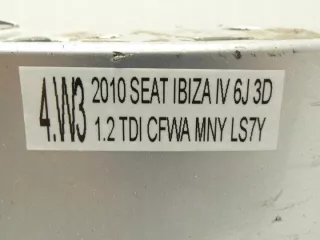 4.W3
2010 SEAT IBIZA IV 6J 3D
1.2 TDI CFWA MNY LS7Y